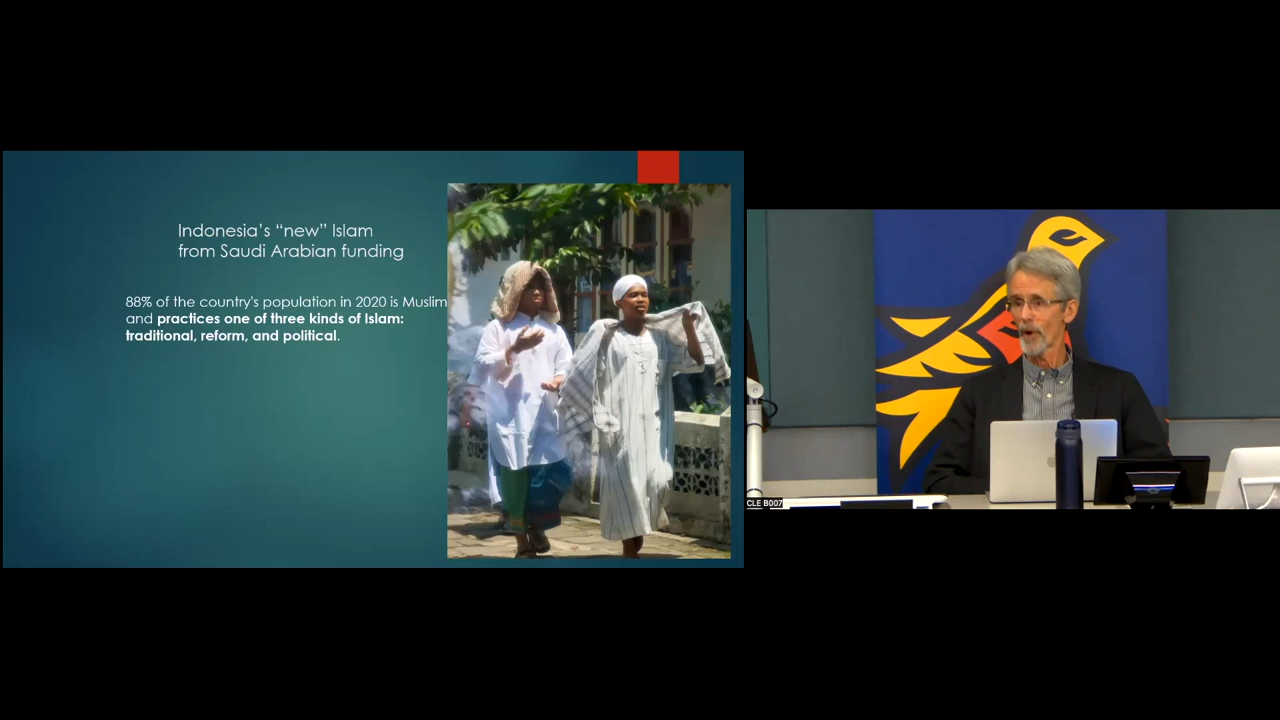 Indonesia's “new” Islam
from Saudi Arabian funding
88% of the country's population in 2020 is Muslim
and practices one of three kinds of Islam:
traditional, reform, and political.
CLE B007